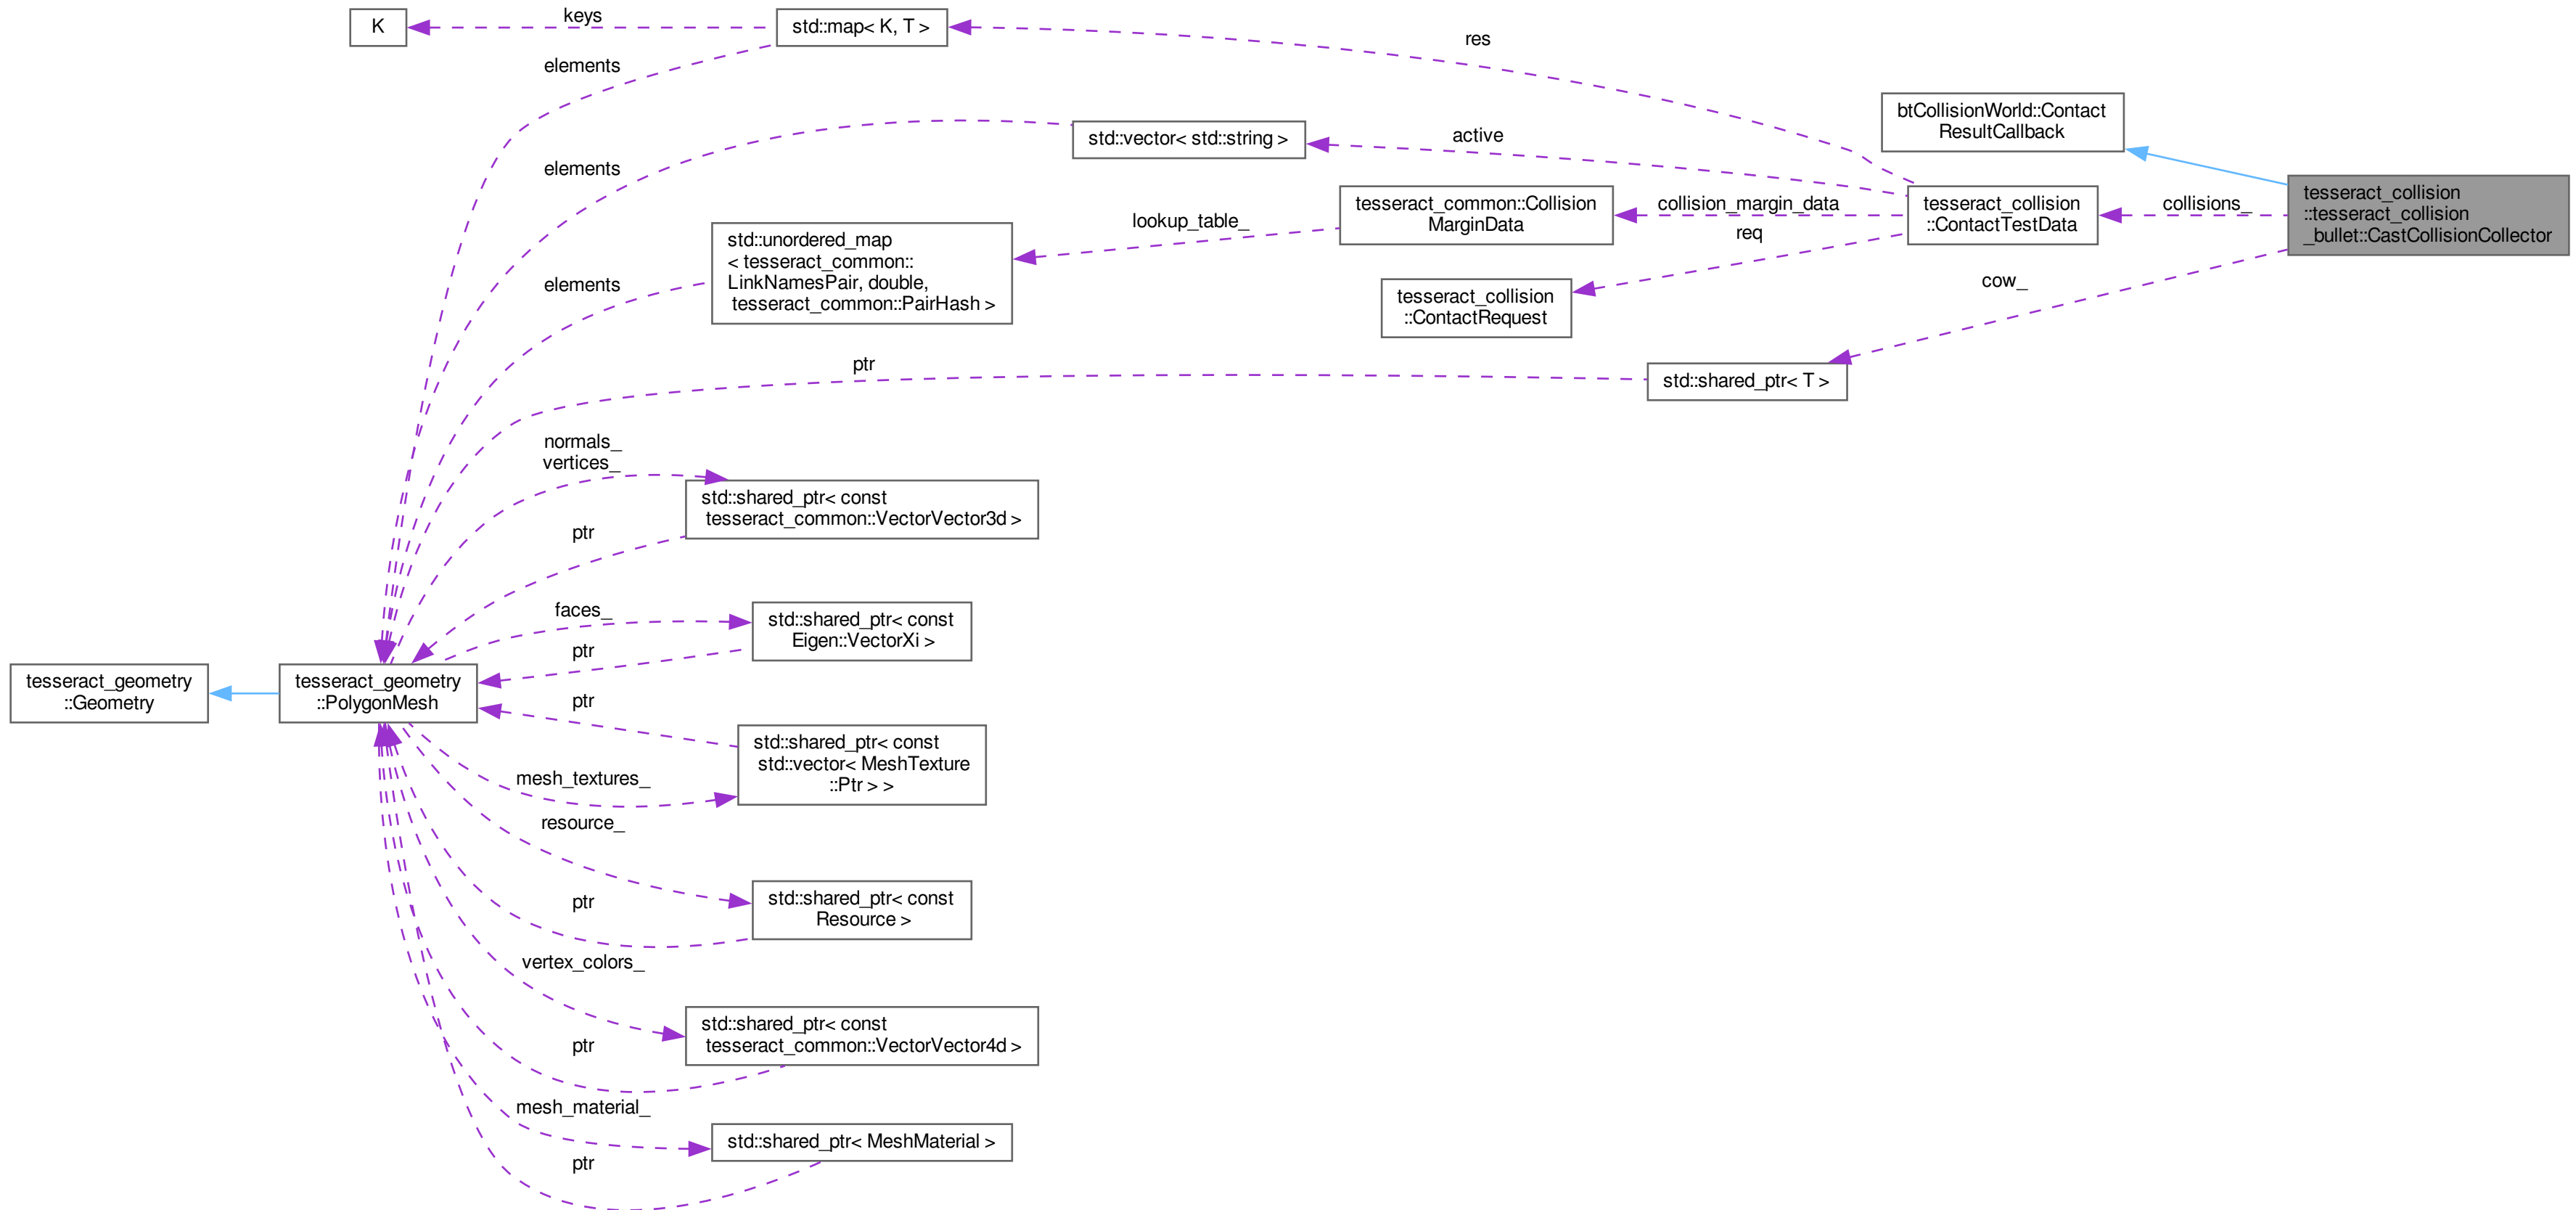 K
keys
std::map< K, T >
res
elements
btCollisionWorld::Contact
ResultCallback
std::vector< std::string >
active
elements
tesseract_common::Collision
MarginData
collision_margin_data
req
tesseract_collision
::ContactTestData
collisions_
tesseract_collision
::tesseract_collision
_bullet::CastCollisionCollector
lookup_table_
std::unordered_map
< tesseract_common::
LinkNamesPair, double,
tesseract_common::PairHash >
elements
tesseract_collision
::ContactRequest
cow_
ptr
std::shared_ptr< T >
normals_
vertices_
std::shared_ptr< const
tesseract_common::VectorVector3d >
ptr
faces_
std::shared_ptr< const
Eigen::VectorXi >
ptr
tesseract_geometry
::Geometry
tesseract_geometry
::PolygonMesh
ptr
std::shared_ptr< const
std::vector< MeshTexture
::Ptr > >
mesh_textures_
resource_
std::shared_ptr< const
Resource >
ptr
vertex_colors_
std::shared_ptr< const
tesseract_common::VectorVector4d >
ptr
mesh_material_
std::shared_ptr< MeshMaterial >
ptr